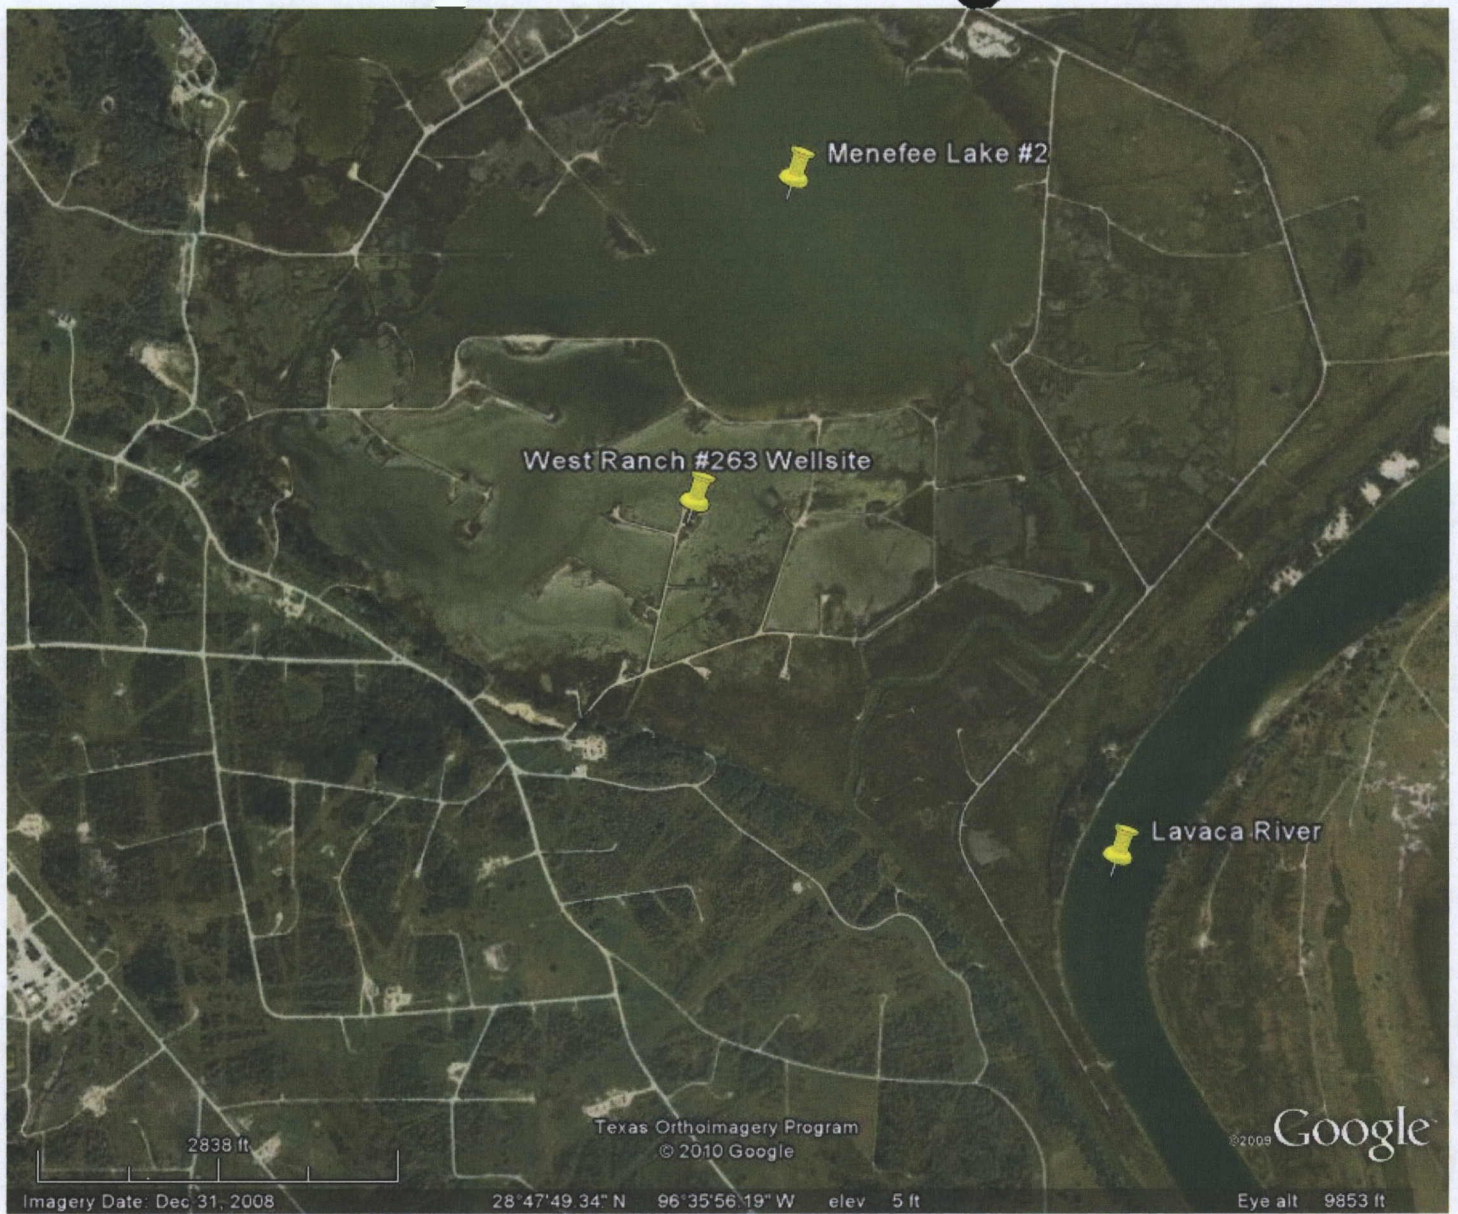 Menefee Lake #2
West Ranch #263 Wellsite
Lavaca River
2838 ft
Texas Orthoimagery Program
© 2010 Google
©2009 Google
Imagery Date: Dec 31, 2008 28°47'49.34" N 96°35'56.19" W elev 5 ft Eye alt 9853 ft